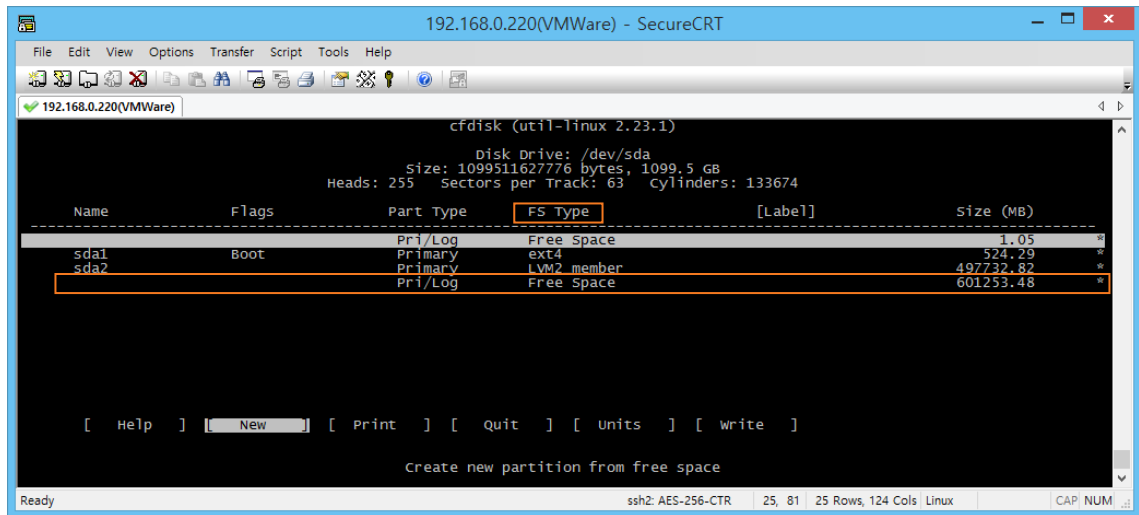 192.168.0.220(VMWare) - SecureCRT
File Edit View Options Transfer Script Tools Help
192.168.0.220(VMWare)
cfdisk (util-linux 2.23.1)
Disk Drive: /dev/sda
Size: 1099511627776 bytes, 1099.5 GB
Heads: 255 Sectors per Track: 63 Cylinders: 133674
Name Flags Part Type FS Type [Label] Size (MB)
Pri/Log Free Space 1.05 *
sda1 Boot Primary ext4 524.29 *
sda2 Primary LVM2_member 497732.82 *
Pri/Log Free Space 601253.48 *
[ Help ] [ New ] [ Print ] [ Quit ] [ Units ] [ Write ]
Create new partition from free space
Ready ssh2: AES-256-CTR 25, 81 25 Rows, 124 Cols Linux CAP NUM